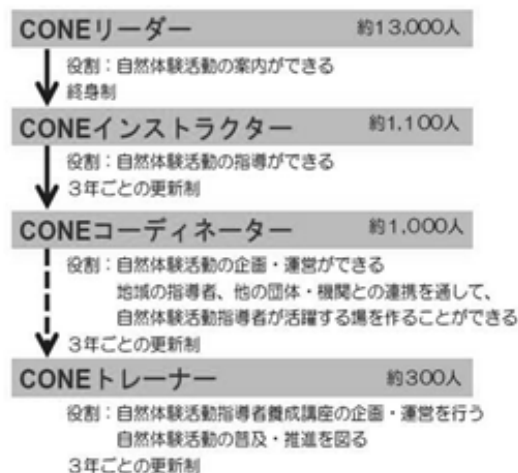 CONEリーダー 約13,000人
役割：自然体験活動の案内ができる
終身制
CONEインストラクター 約1,100人
役割：自然体験活動の指導ができる
3年ごとの更新制
CONEコーディネーター 約1,000人
役割：自然体験活動の企画・運営ができる
地域の指導者、他の団体・機関との連携を通して、
自然体験活動指導者が活躍する場を作ることができる
3年ごとの更新制
CONEトレーナー 約300人
役割：自然体験活動指導者養成講座の企画・運営を行う
自然体験活動の普及・推進を図る
3年ごとの更新制